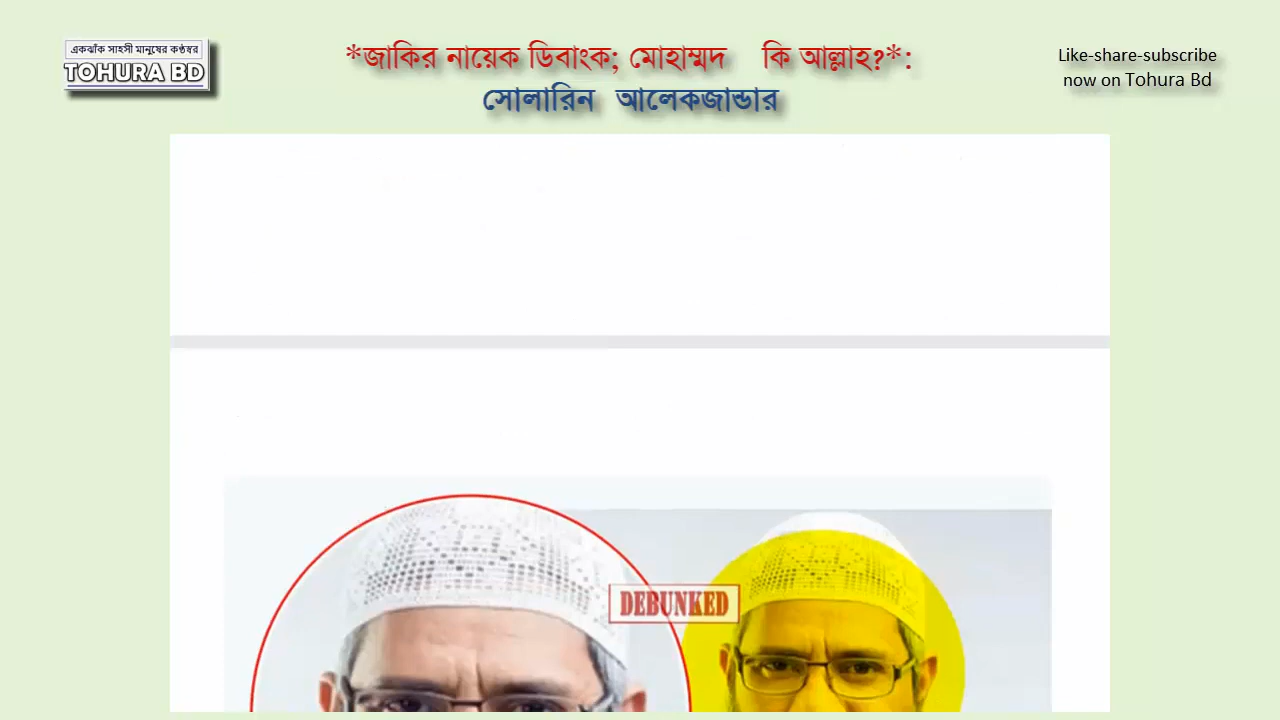 একঝাঁক সাহসী মানুষের কণ্ঠস্বর
TOHURA BD
*জাকির নায়েক ডিবাংক; মোহাম্মদ কি আল্লাহ?*:
সোলারিন আলেকজান্ডার
Like-share-subscribe
now on Tohura Bd
DEBUNKED